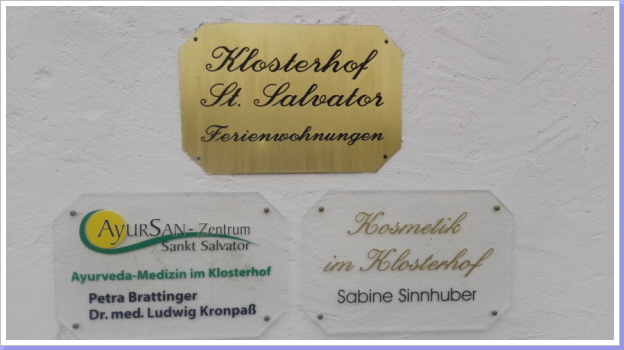 Klosterhof
St. Salvator
Ferienwohnungen
AYURSAN - Zentrum
Sankt Salvator
Ayurveda-Medizin im Klosterhof
Petra Brattinger
Dr. med. Ludwig Kronpaß
Kosmetik
im Klosterhof
Sabine Sinnhuber